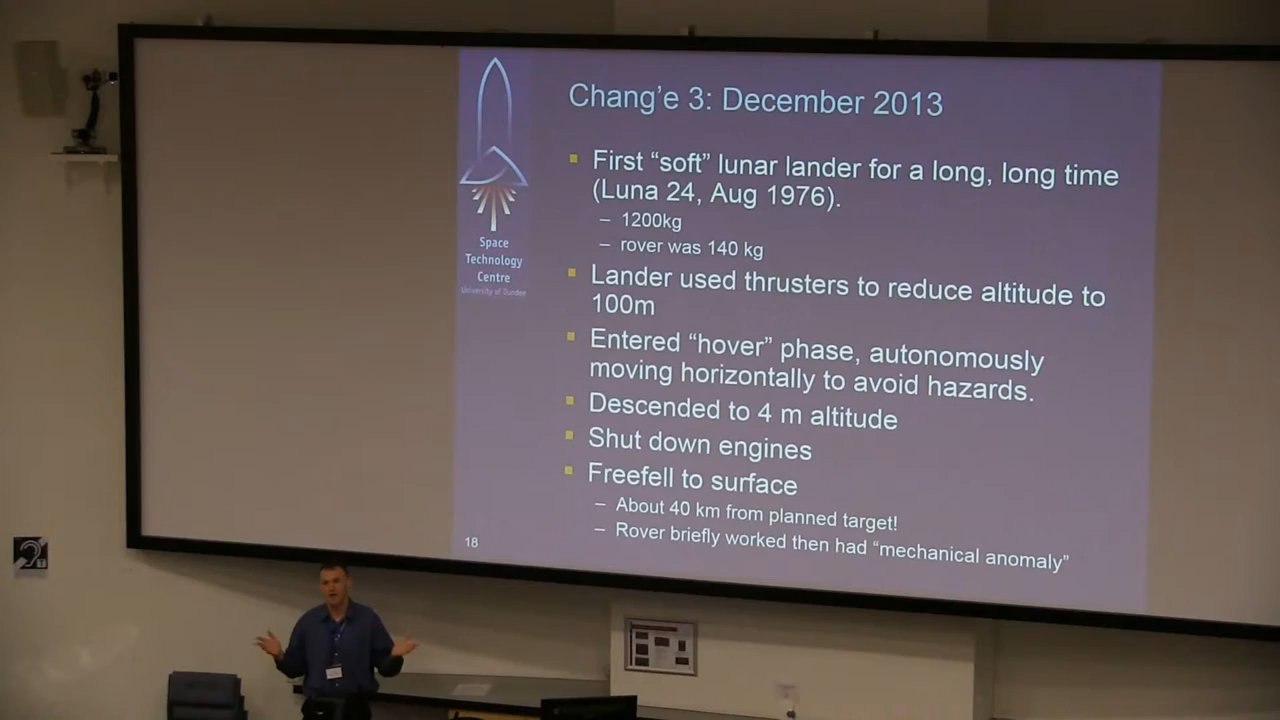 Chang’e 3: December 2013
First “soft” lunar lander for a long, long time
(Luna 24, Aug 1976).
– 1200kg
– rover was 140 kg
Lander used thrusters to reduce altitude to
100m
Entered “hover” phase, autonomously
moving horizontally to avoid hazards.
Descended to 4 m altitude
Shut down engines
Freefell to surface
– About 40 km from planned target!
– Rover briefly worked then had “mechanical anomaly”
Space
Technology
Centre
University of Dundee
18